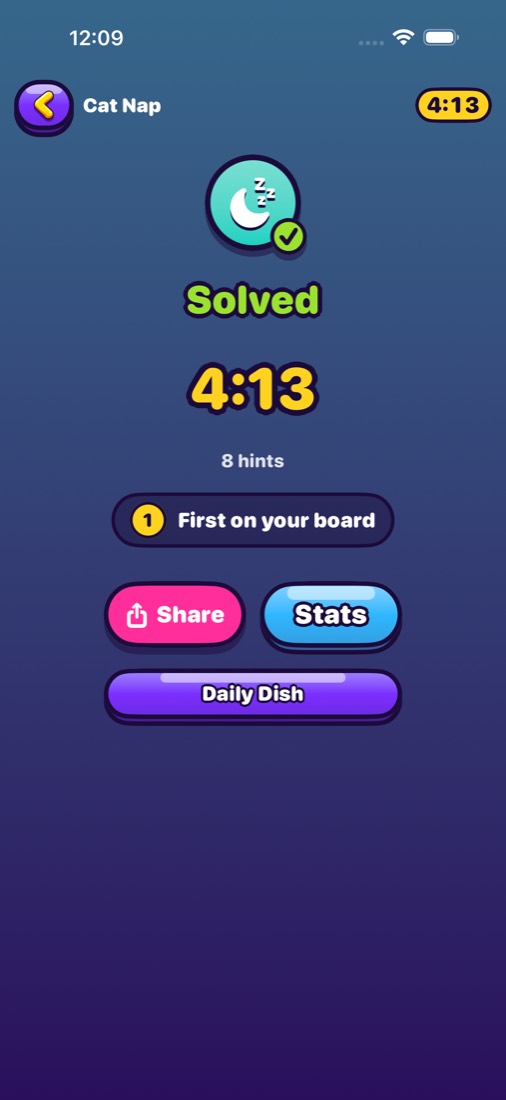 12:09
Cat Nap
4:13
z
z
z
Solved
4:13
8 hints
1 First on your board
Share
Stats
Daily Dish